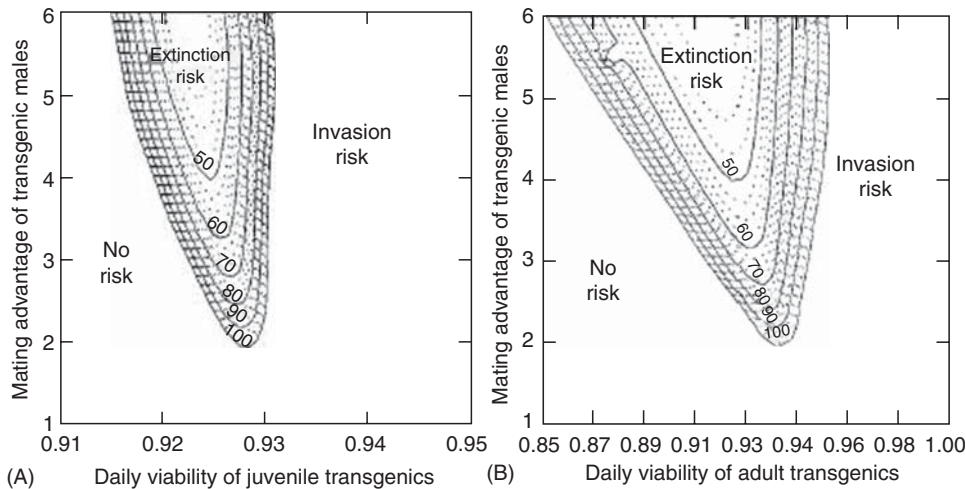 Mating advantage of transgenic males
6
5
4
3
2
1
Extinction
risk
Invasion
risk
No
risk
50
60
70
80
90
100
0.91
0.92
0.93
0.94
0.95
(A)
Daily viability of juvenile transgenics
Mating advantage of transgenic males
6
5
4
3
2
1
Extinction
risk
Invasion
risk
No
risk
50
60
70
80
90
100
0.85
0.87
0.89
0.91
0.93
0.94
0.96
0.98
1.00
(B)
Daily viability of adult transgenics